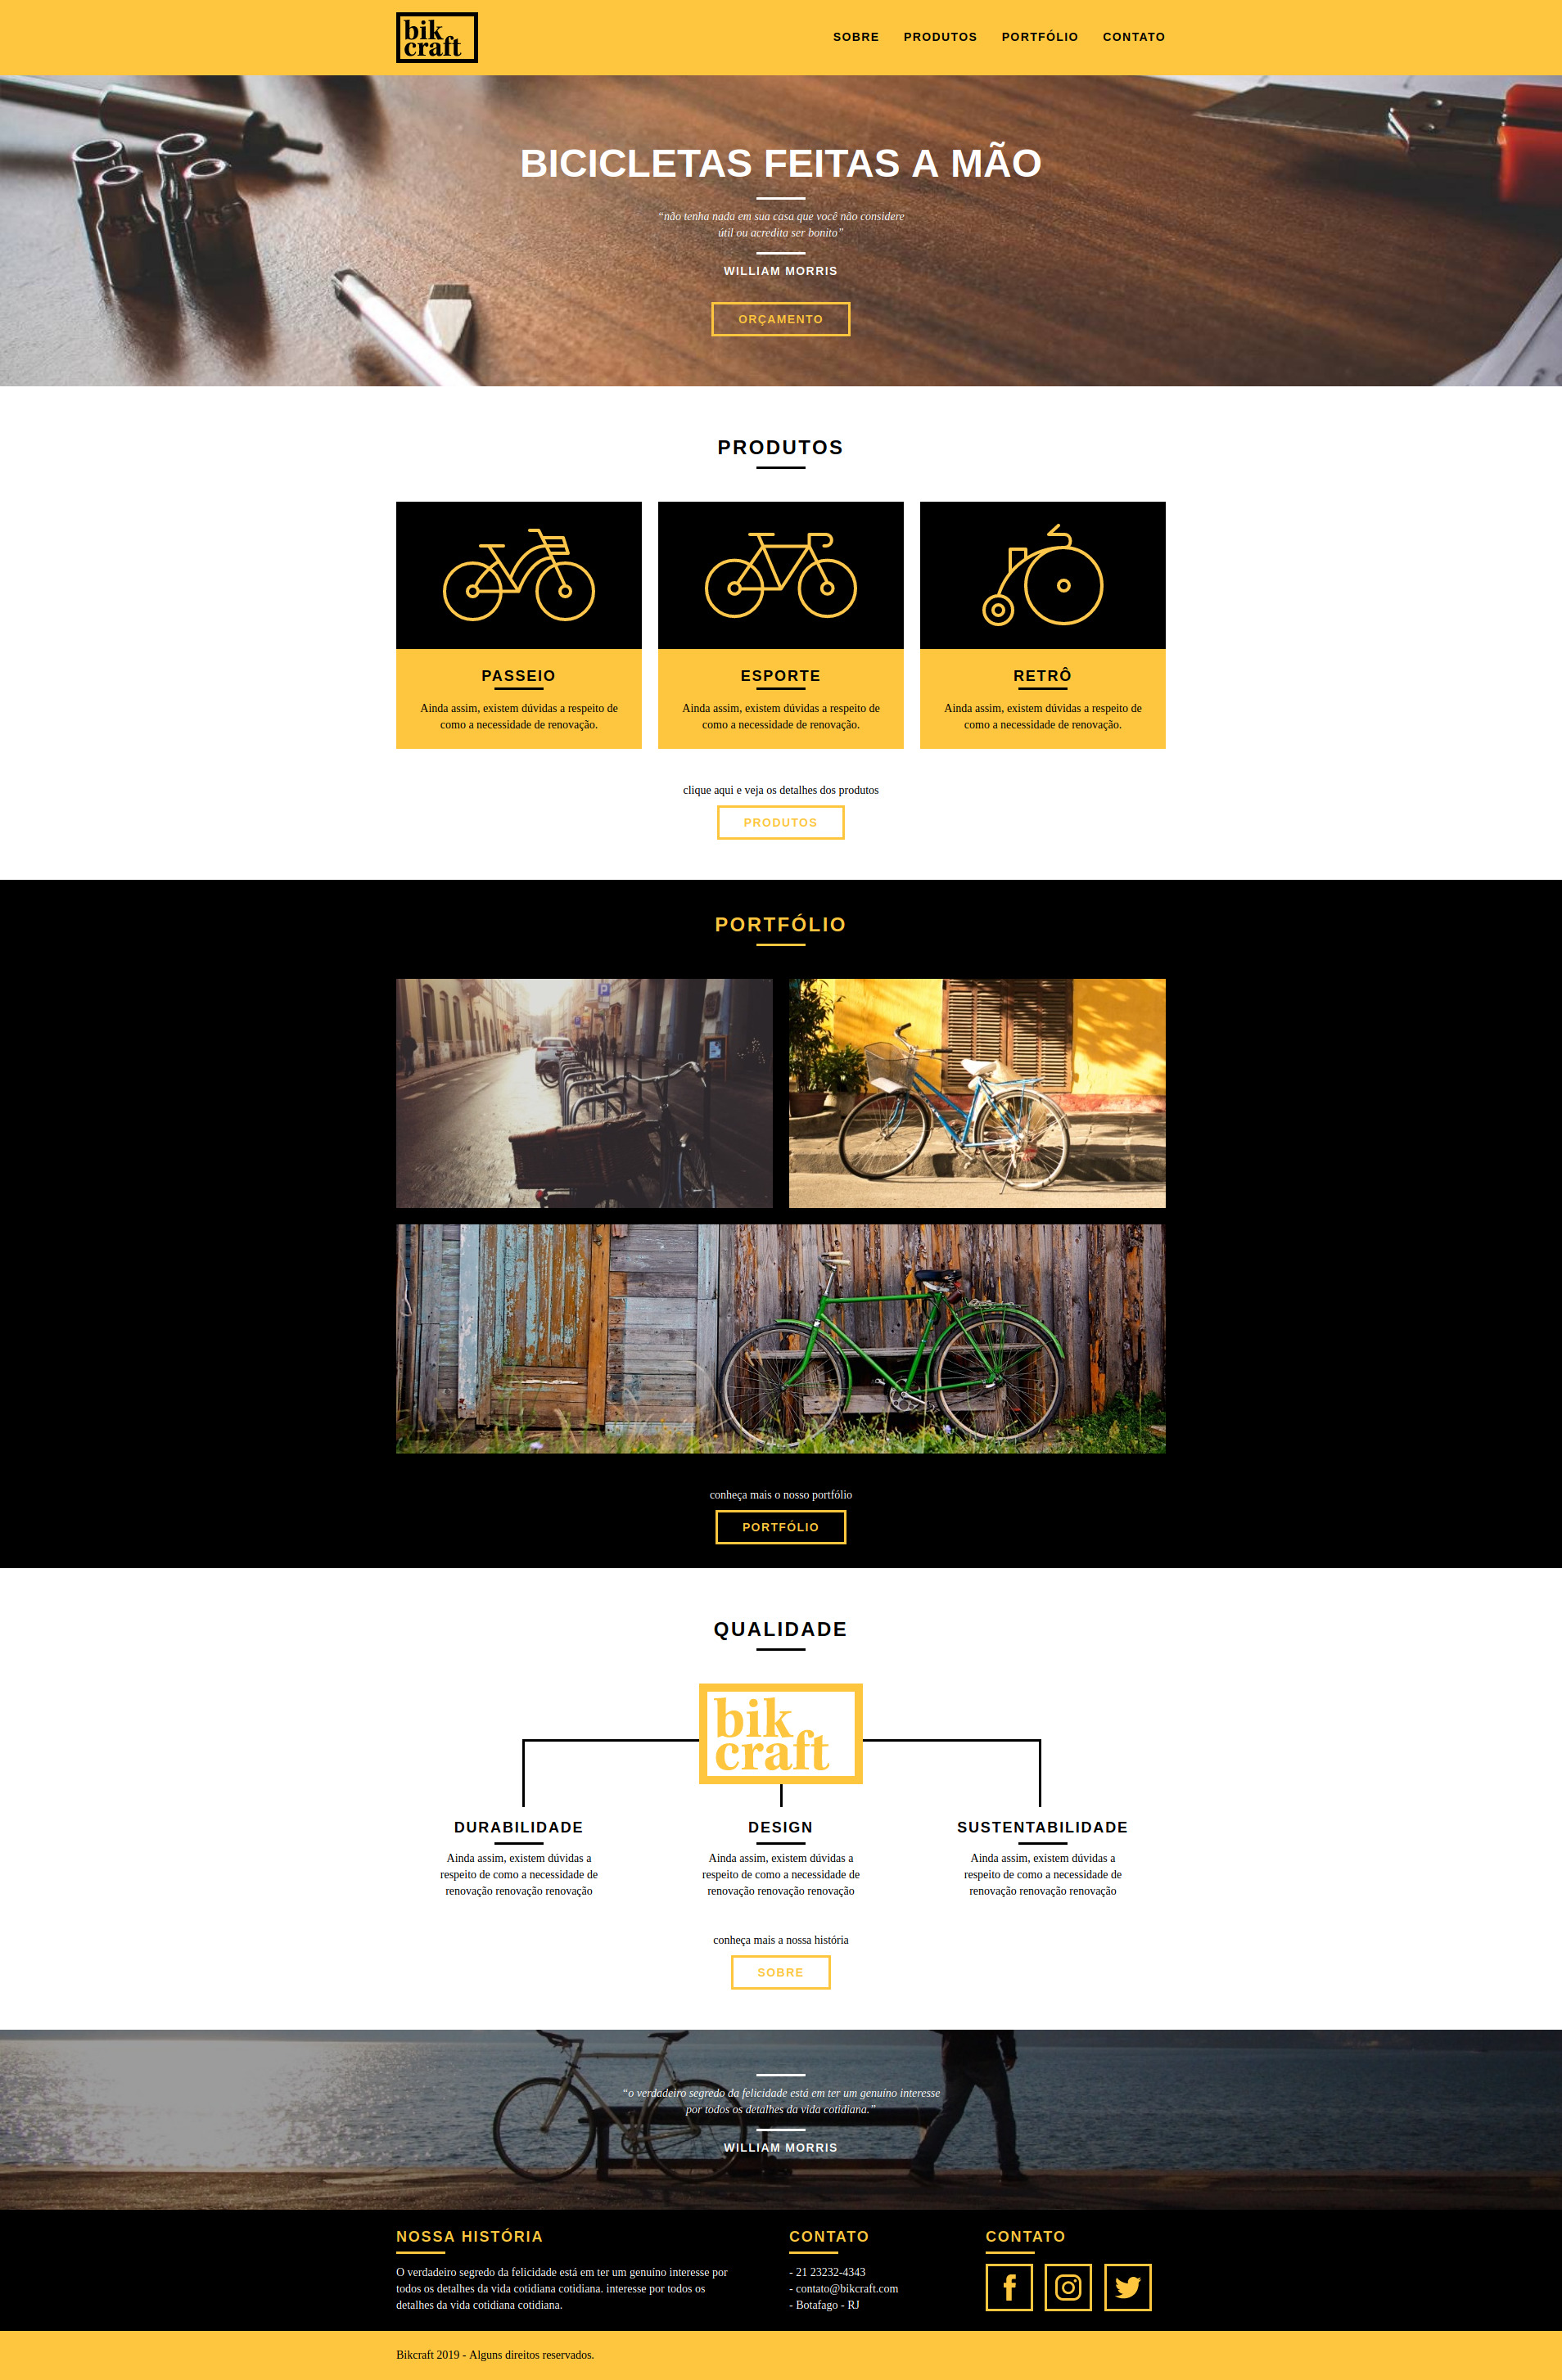 bik
craft
SOBRE PRODUTOS PORTFÓLIO CONTATO
BICICLETAS FEITAS A MÃO
“não tenha nada em sua casa que você não considere
útil ou acredita ser bonito”
WILLIAM MORRIS
ORÇAMENTO
PRODUTOS
PASSEIO
Ainda assim, existem dúvidas a respeito de
como a necessidade de renovação.
ESPORTE
Ainda assim, existem dúvidas a respeito de
como a necessidade de renovação.
RETRÔ
Ainda assim, existem dúvidas a respeito de
como a necessidade de renovação.
clique aqui e veja os detalhes dos produtos
PRODUTOS
PORTFÓLIO
P
conheça mais o nosso portfólio
PORTFÓLIO
QUALIDADE
bik
craft
DURABILIDADE
Ainda assim, existem dúvidas a
respeito de como a necessidade de
renovação renovação renovação
DESIGN
Ainda assim, existem dúvidas a
respeito de como a necessidade de
renovação renovação renovação
SUSTENTABILIDADE
Ainda assim, existem dúvidas a
respeito de como a necessidade de
renovação renovação renovação
conheça mais a nossa história
SOBRE
“o verdadeiro segredo da felicidade está em ter um genuíno interesse
por todos os detalhes da vida cotidiana.”
WILLIAM MORRIS
NOSSA HISTÓRIA
O verdadeiro segredo da felicidade está em ter um genuíno interesse por
todos os detalhes da vida cotidiana cotidiana. interesse por todos os
detalhes da vida cotidiana cotidiana.
CONTATO
- 21 23232-4343
- contato@bikcraft.com
- Botafago - RJ
CONTATO
Bikcraft 2019 - Alguns direitos reservados.